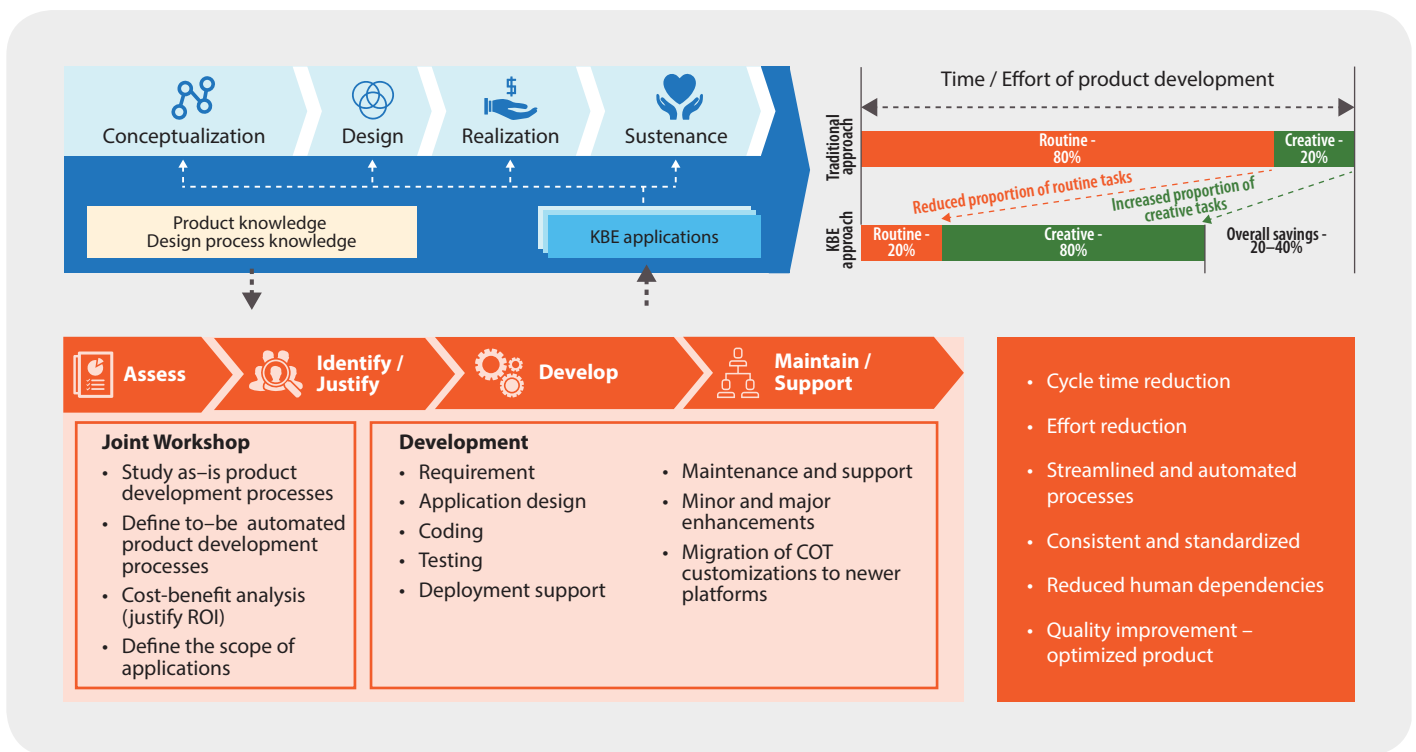 Conceptualization
Design
Realization
Sustenance
Product knowledge
Design process knowledge
KBE applications
Time / Effort of product development
Traditional
approach
Routine -
80%
Creative -
20%
Reduced proportion of routine tasks
Increased proportion of
creative tasks
KBE
approach
Routine -
20%
Creative -
80%
Overall savings -
20–40%
Assess
Identify /
Justify
Develop
Maintain /
Support
Joint Workshop
• Study as–is product
development processes
• Define to–be automated
product development
processes
• Cost-benefit analysis
(justify ROI)
• Define the scope of
applications
Development
• Requirement
• Application design
• Coding
• Testing
• Deployment support
• Maintenance and support
• Minor and major
enhancements
• Migration of COT
customizations to newer
platforms
• Cycle time reduction
• Effort reduction
• Streamlined and automated
processes
• Consistent and standardized
• Reduced human dependencies
• Quality improvement –
optimized product